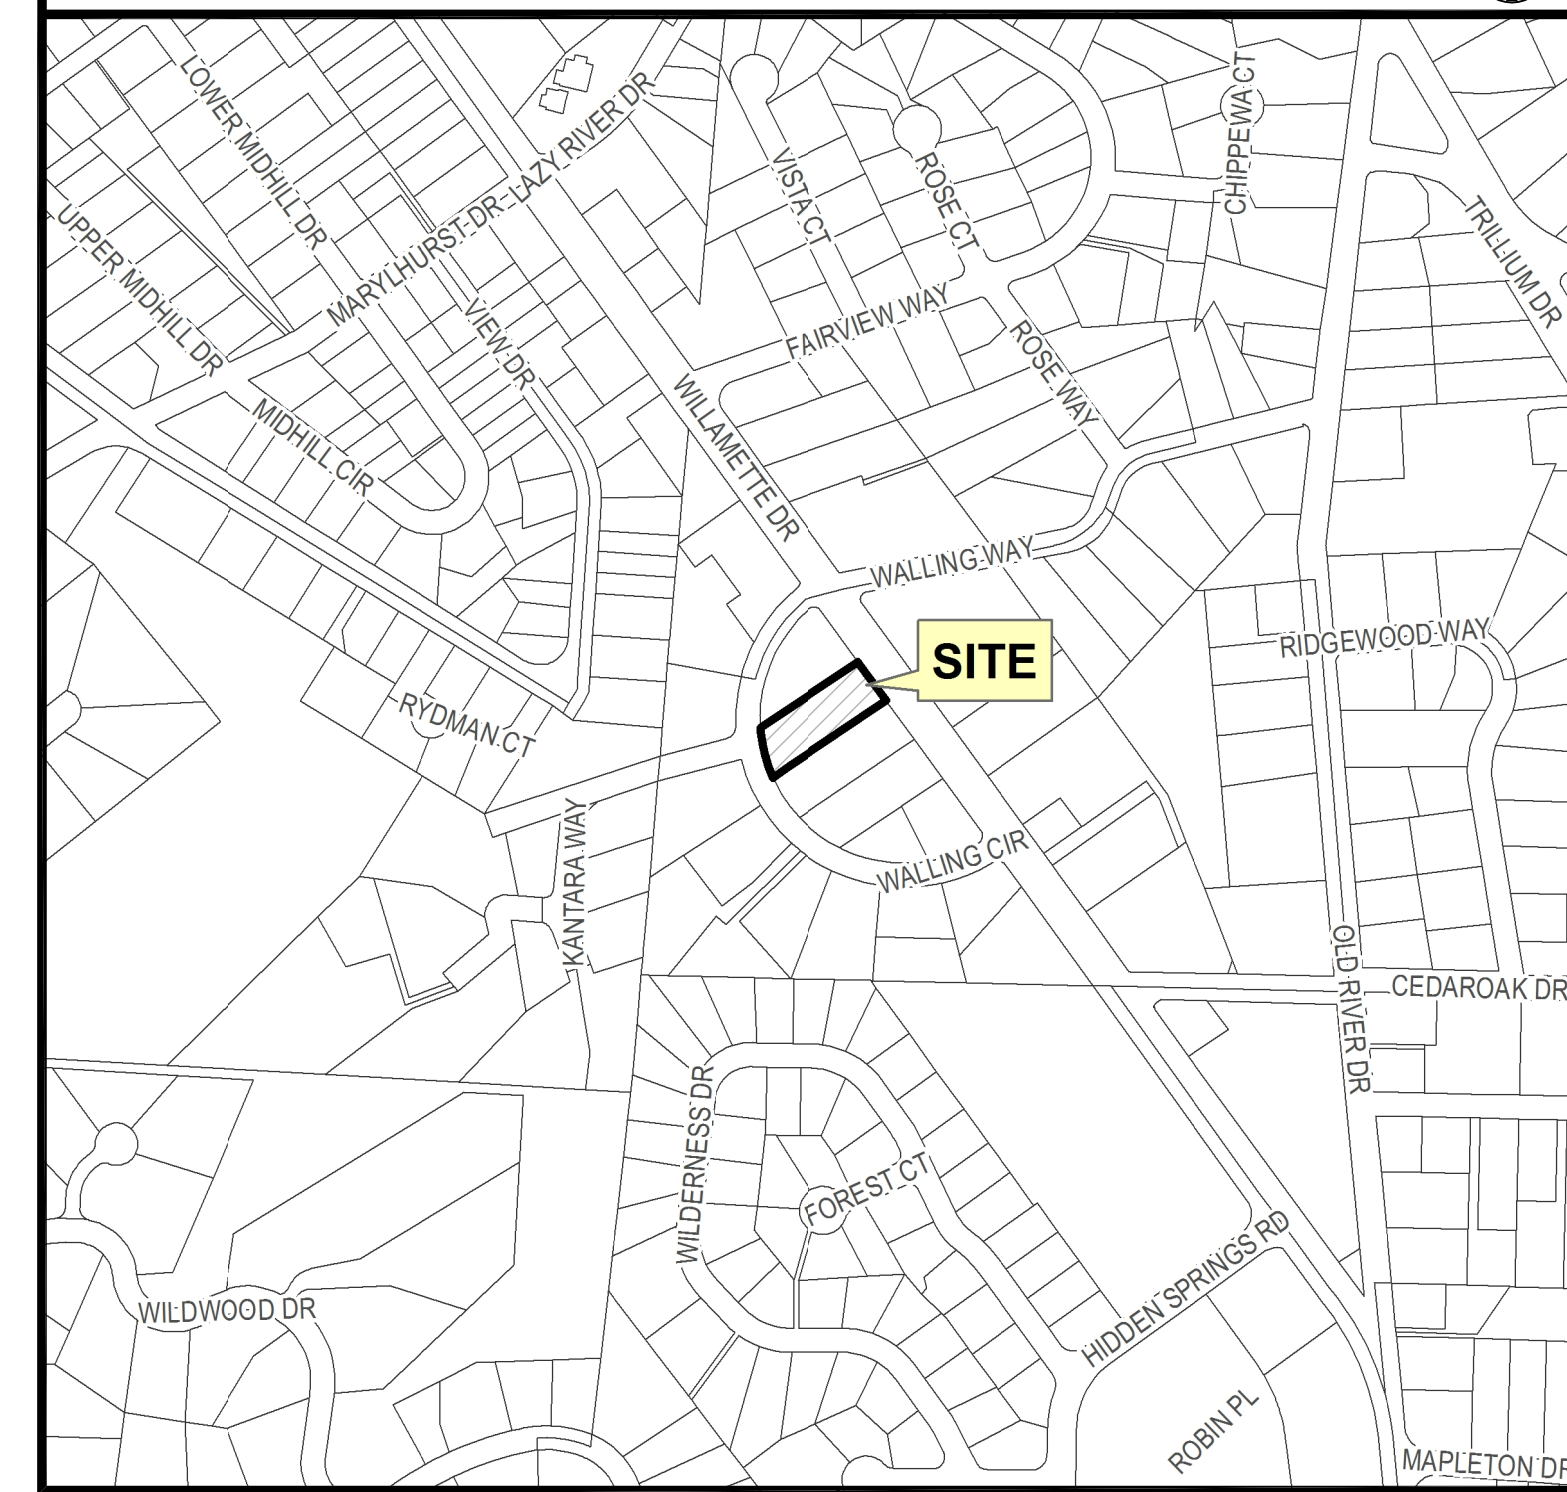 LOWER MIDHILL DR
LAZY RIVER DR
CHIPPEWA CT
VISTA CT
ROSE CT
UPPER MIDHILL DR
MARYLHURST DR
TRILLIUM DR
VIEW DR
FAIRVIEW WAY
ROSE WAY
MIDHILL CIR
WILLAMETTE DR
WALLING WAY
RIDGEWOOD WAY
SITE
RYDMAN CT
KANTARA WAY
WALLING CIR
OLD RIVER DR
CEDAROAK DR
WILDERNESS DR
FOREST CT
HIDDEN SPRINGS RD
WILDWOOD DR
ROBIN PL
MAPLETON DR